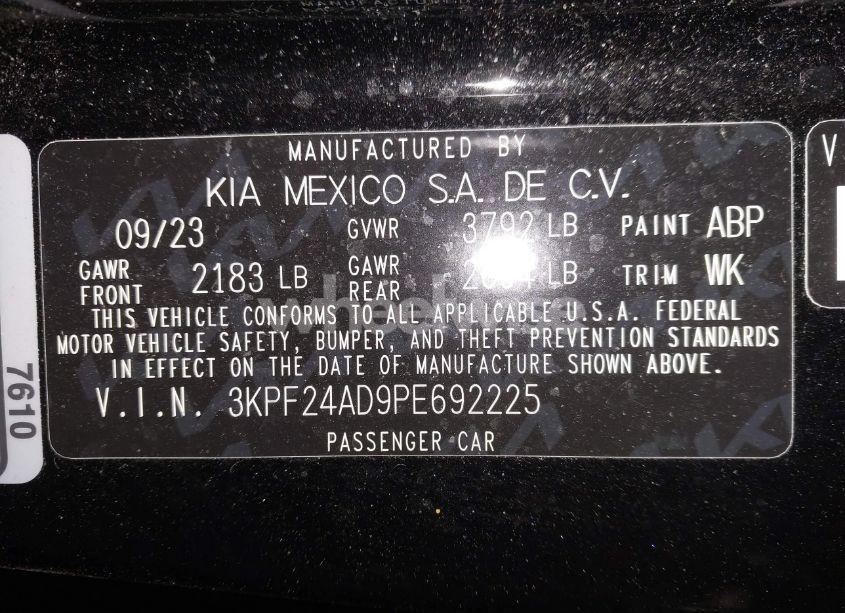 MANUFACTURED BY
KIA MEXICO S.A. DE C.V.
09/23 GVWR 3792 LB PAINT ABP
GAWR FRONT 2183 LB GAWR REAR LB TRIM WK
THIS VEHICLE CONFORMS TO ALL APPLICABLE U.S.A. FEDERAL
MOTOR VEHICLE SAFETY, BUMPER, AND THEFT PREVENTION STANDARDS
IN EFFECT ON THE DATE OF MANUFACTURE SHOWN ABOVE.
V.I.N. 3KPF24AD9PE692225
PASSENGER CAR
7610
V